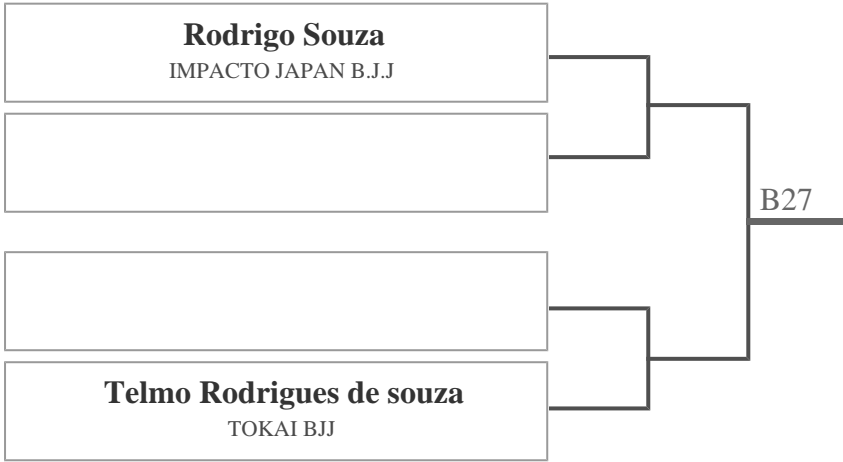 Rodrigo Souza
IMPACTO JAPAN B.J.J
B27
Telmo Rodrigues de souza
TOKAI BJJ